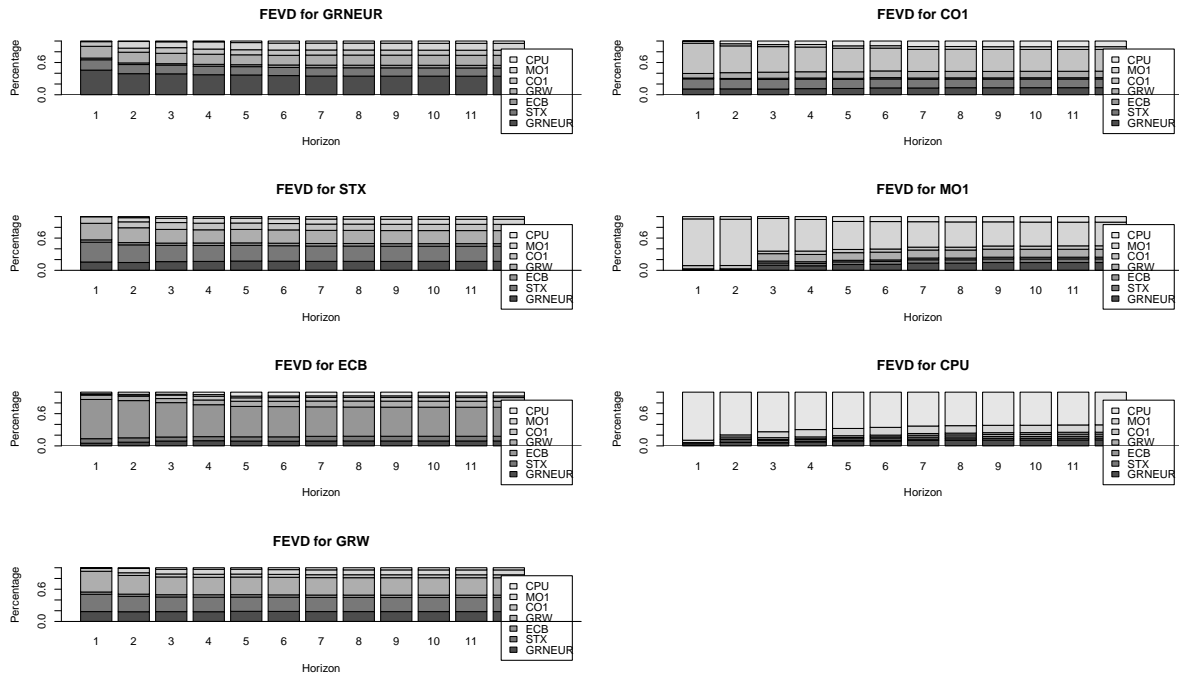 FEVD for GRNEUR
Percentage
0.0 0.6
1 2 3 4 5 6 7 8 9 10 11
Horizon
CPU
MO1
CO1
GRW
ECB
STX
GRNEUR
FEVD for CO1
Percentage
0.0 0.6
1 2 3 4 5 6 7 8 9 10 11
Horizon
CPU
MO1
CO1
GRW
ECB
STX
GRNEUR
FEVD for STX
Percentage
0.0 0.6
1 2 3 4 5 6 7 8 9 10 11
Horizon
CPU
MO1
CO1
GRW
ECB
STX
GRNEUR
FEVD for MO1
Percentage
0.0 0.6
1 2 3 4 5 6 7 8 9 10 11
Horizon
CPU
MO1
CO1
GRW
ECB
STX
GRNEUR
FEVD for ECB
Percentage
0.0 0.6
1 2 3 4 5 6 7 8 9 10 11
Horizon
CPU
MO1
CO1
GRW
ECB
STX
GRNEUR
FEVD for CPU
Percentage
0.0 0.6
1 2 3 4 5 6 7 8 9 10 11
Horizon
CPU
MO1
CO1
GRW
ECB
STX
GRNEUR
FEVD for GRW
Percentage
0.0 0.6
1 2 3 4 5 6 7 8 9 10 11
Horizon
CPU
MO1
CO1
GRW
ECB
STX
GRNEUR